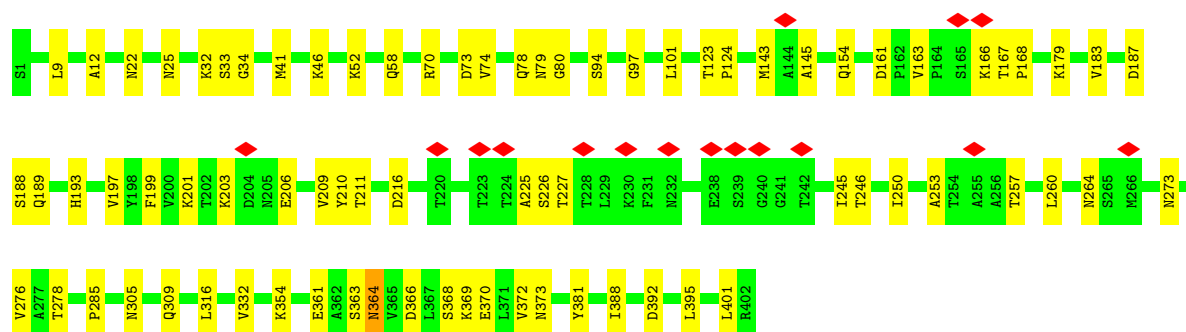 S1 L9 A12 N22 N25 K32 S33 G34 M41 K46 K52 Q58 R70 D73 V74 Q78 N79 G80 S94 G97 L101 T123 P124 M143 A144 A145 Q154 D161 P162 V163 P164 S165 K166 T167 P168 K179 V183 D187
S188 Q189 H193 V197 Y198 F199 V200 K201 T202 K203 D204 N205 E206 V209 Y210 T211 D216 T220 T223 T224 A225 S226 T227 T228 L229 K230 F231 N232 E238 S239 G240 G241 T242 I245 T246 I250 A253 T254 A255 A256 T257 L260 N264 S265 M266 N273
V276 A277 T278 P285 N305 Q309 L316 V332 K354 E361 A362 S363 N364 V365 D366 L367 S368 K369 E370 L371 V372 N373 Y381 I388 D392 L395 L401 R402